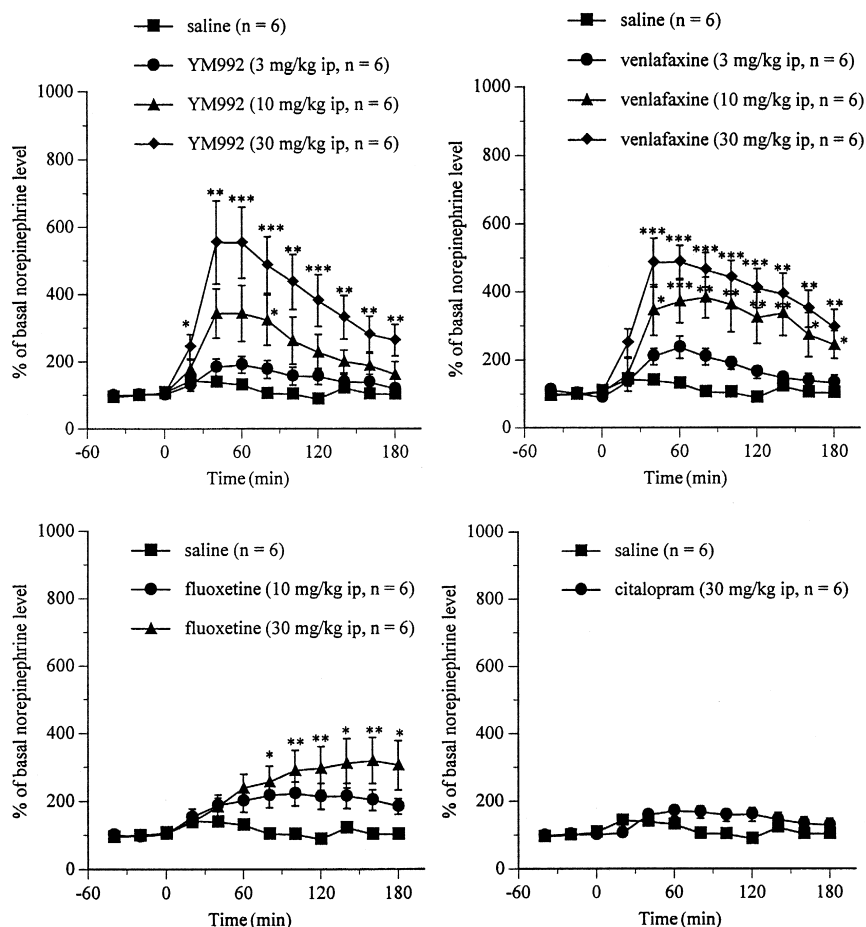 saline (n = 6)
YM992 (3 mg/kg ip, n = 6)
YM992 (10 mg/kg ip, n = 6)
YM992 (30 mg/kg ip, n = 6)
1000
800
600
400
200
0
% of basal norepinephrine level
** *** *** ** *** ** ** **
*
*
-60 0 60 120 180
Time (min)
saline (n = 6)
venlafaxine (3 mg/kg ip, n = 6)
venlafaxine (10 mg/kg ip, n = 6)
venlafaxine (30 mg/kg ip, n = 6)
1000
800
600
400
200
0
% of basal norepinephrine level
*** *** *** *** *** ** ** **
* *** ** ** ** ** * *
-60 0 60 120 180
Time (min)
1000
800
600
400
200
0
% of basal norepinephrine level
saline (n = 6)
fluoxetine (10 mg/kg ip, n = 6)
fluoxetine (30 mg/kg ip, n = 6)
* ** ** * ** *
-60 0 60 120 180
Time (min)
1000
800
600
400
200
0
% of basal norepinephrine level
saline (n = 6)
citalopram (30 mg/kg ip, n = 6)
-60 0 60 120 180
Time (min)